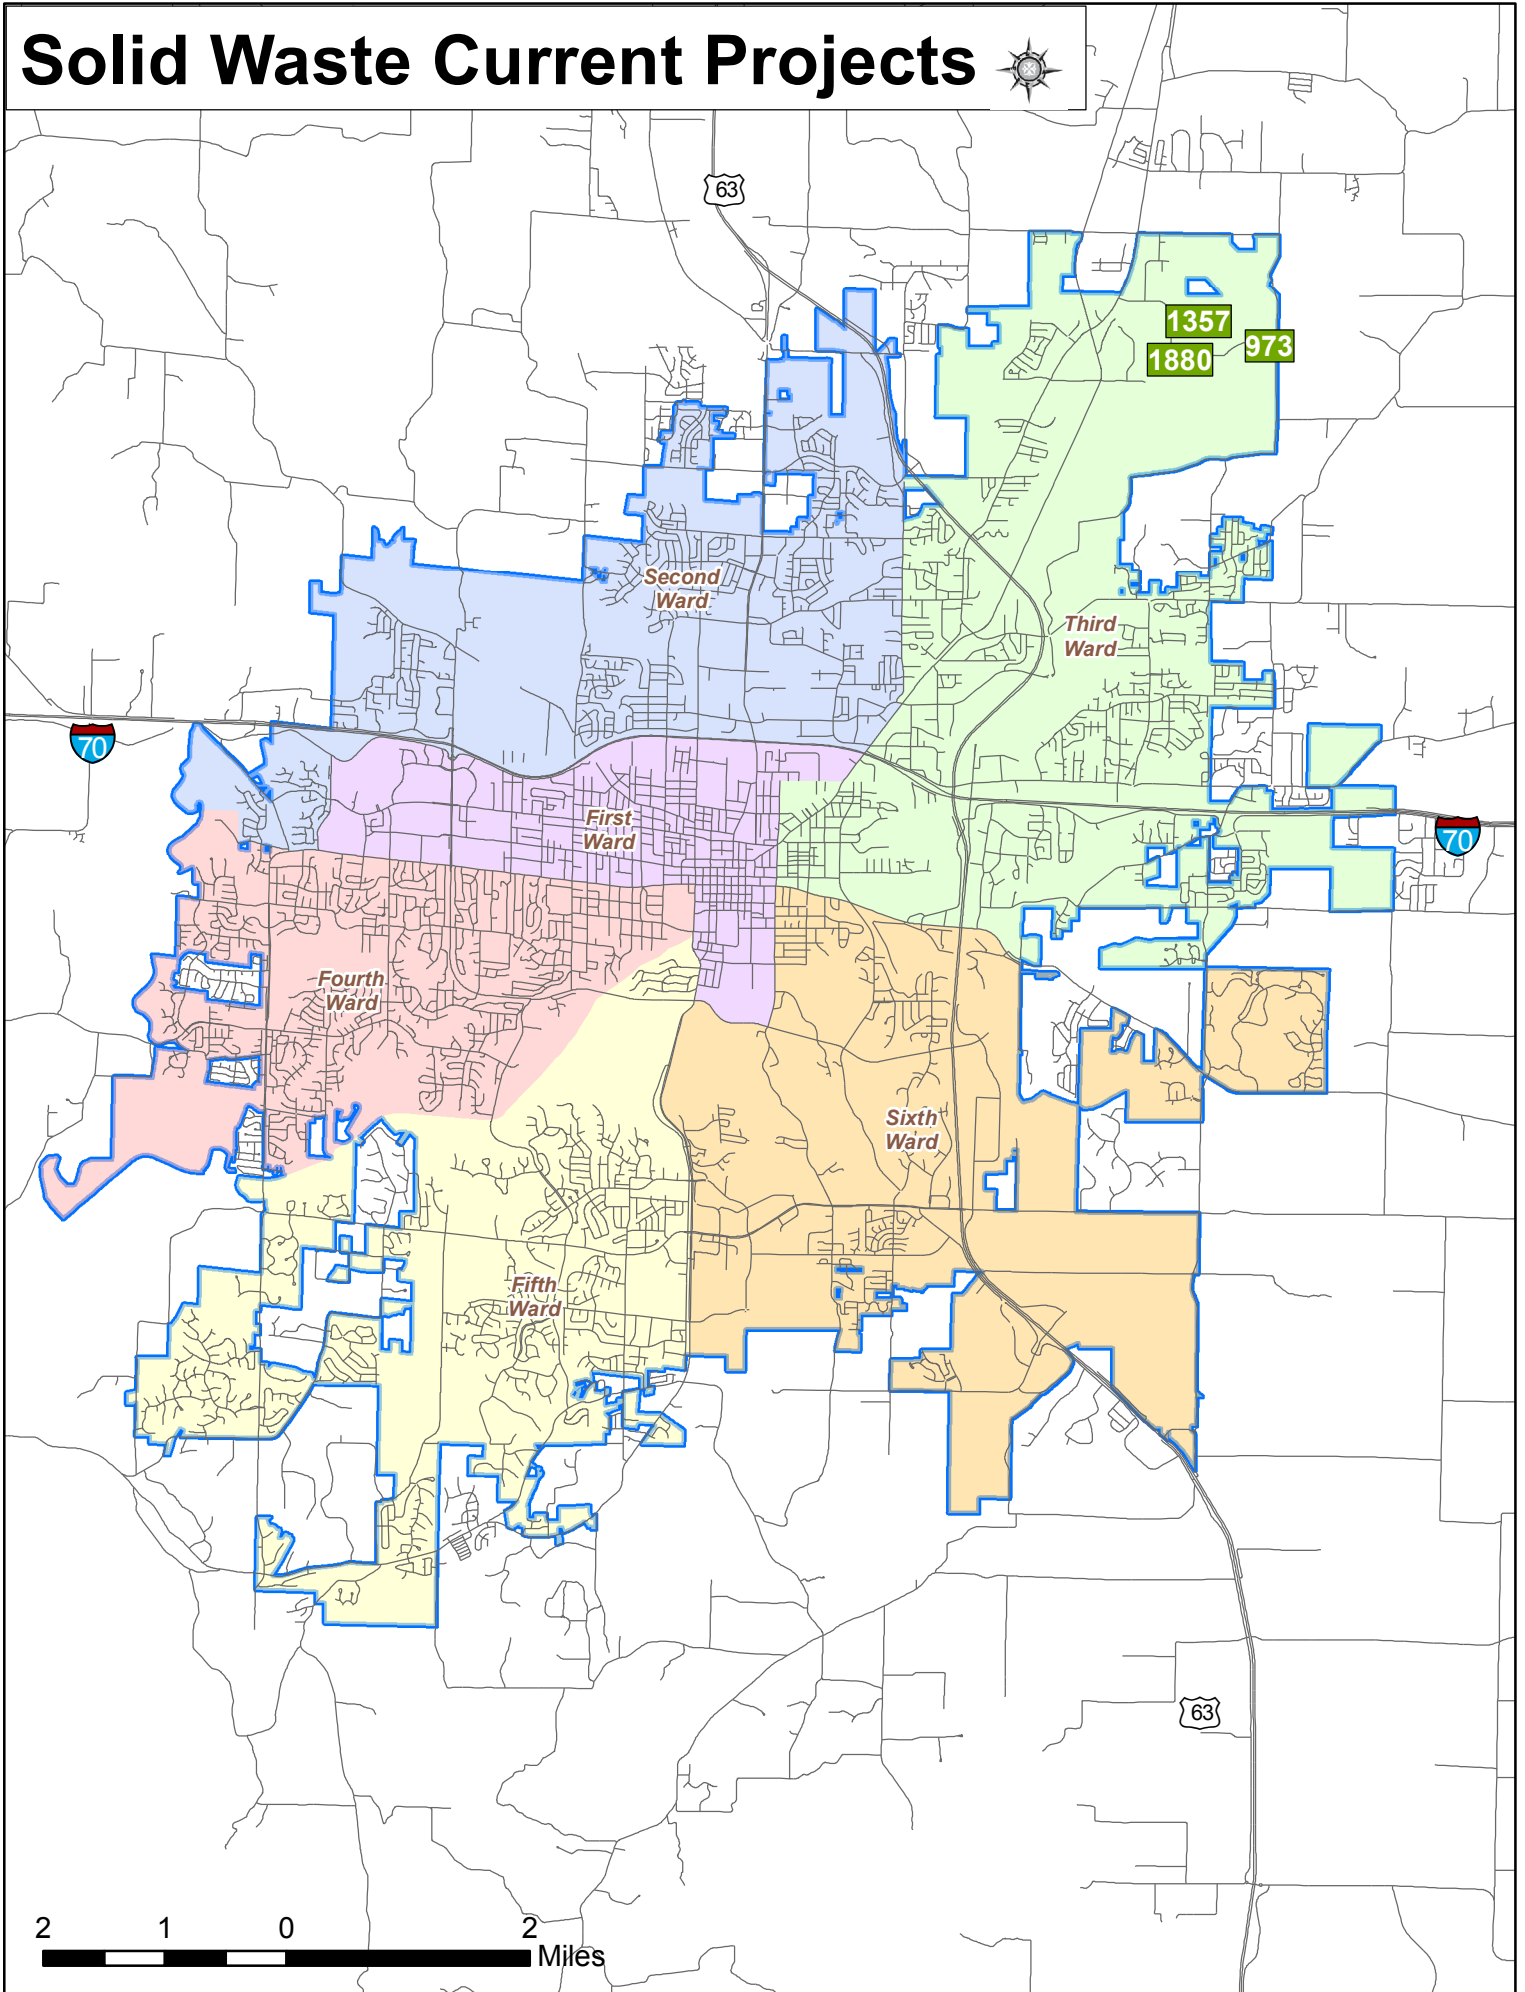 Solid Waste Current Projects
63
1357
973
1880
Second
Ward
Third
Ward
70
First
Ward
70
Fourth
Ward
Sixth
Ward
Fifth
Ward
63
2 1 0 2
Miles